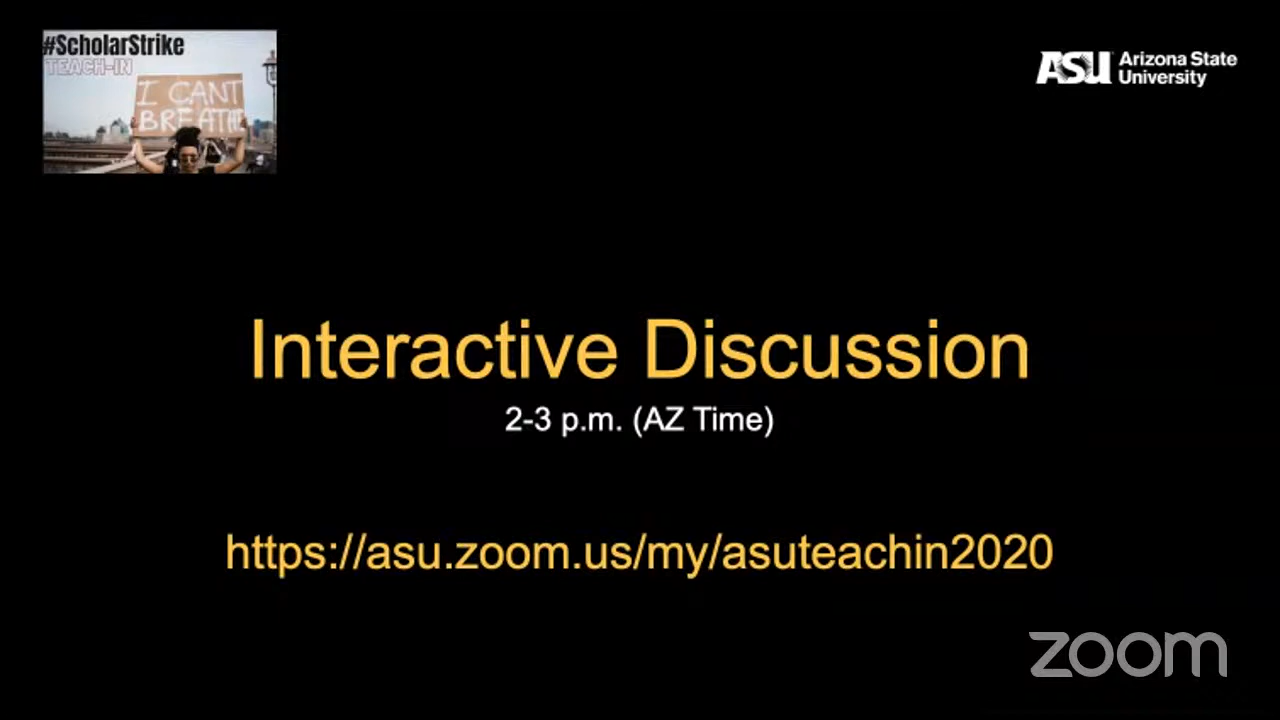 #ScholarStrike
TEACH-IN
I CANT
BREATHE
ASU Arizona State
University
Interactive Discussion
2-3 p.m. (AZ Time)
https://asu.zoom.us/my/asuteachin2020
zoom